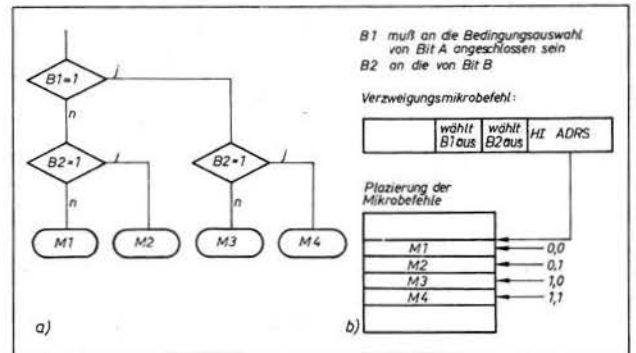 B1=1
j
n
B2=1
j
n
B2=1
j
n
M1
M2
M3
M4
a)
B1 muß an die Bedingungsauswahl
von Bit A angeschlossen sein
B2 an die von Bit B
Verzweigungsmikrobefehl:
wählt
B1 aus
wählt
B2 aus
HI ADRS
Plazierung der
Mikrobefehle
M1
0,0
M2
0,1
M3
1,0
M4
1,1
b)